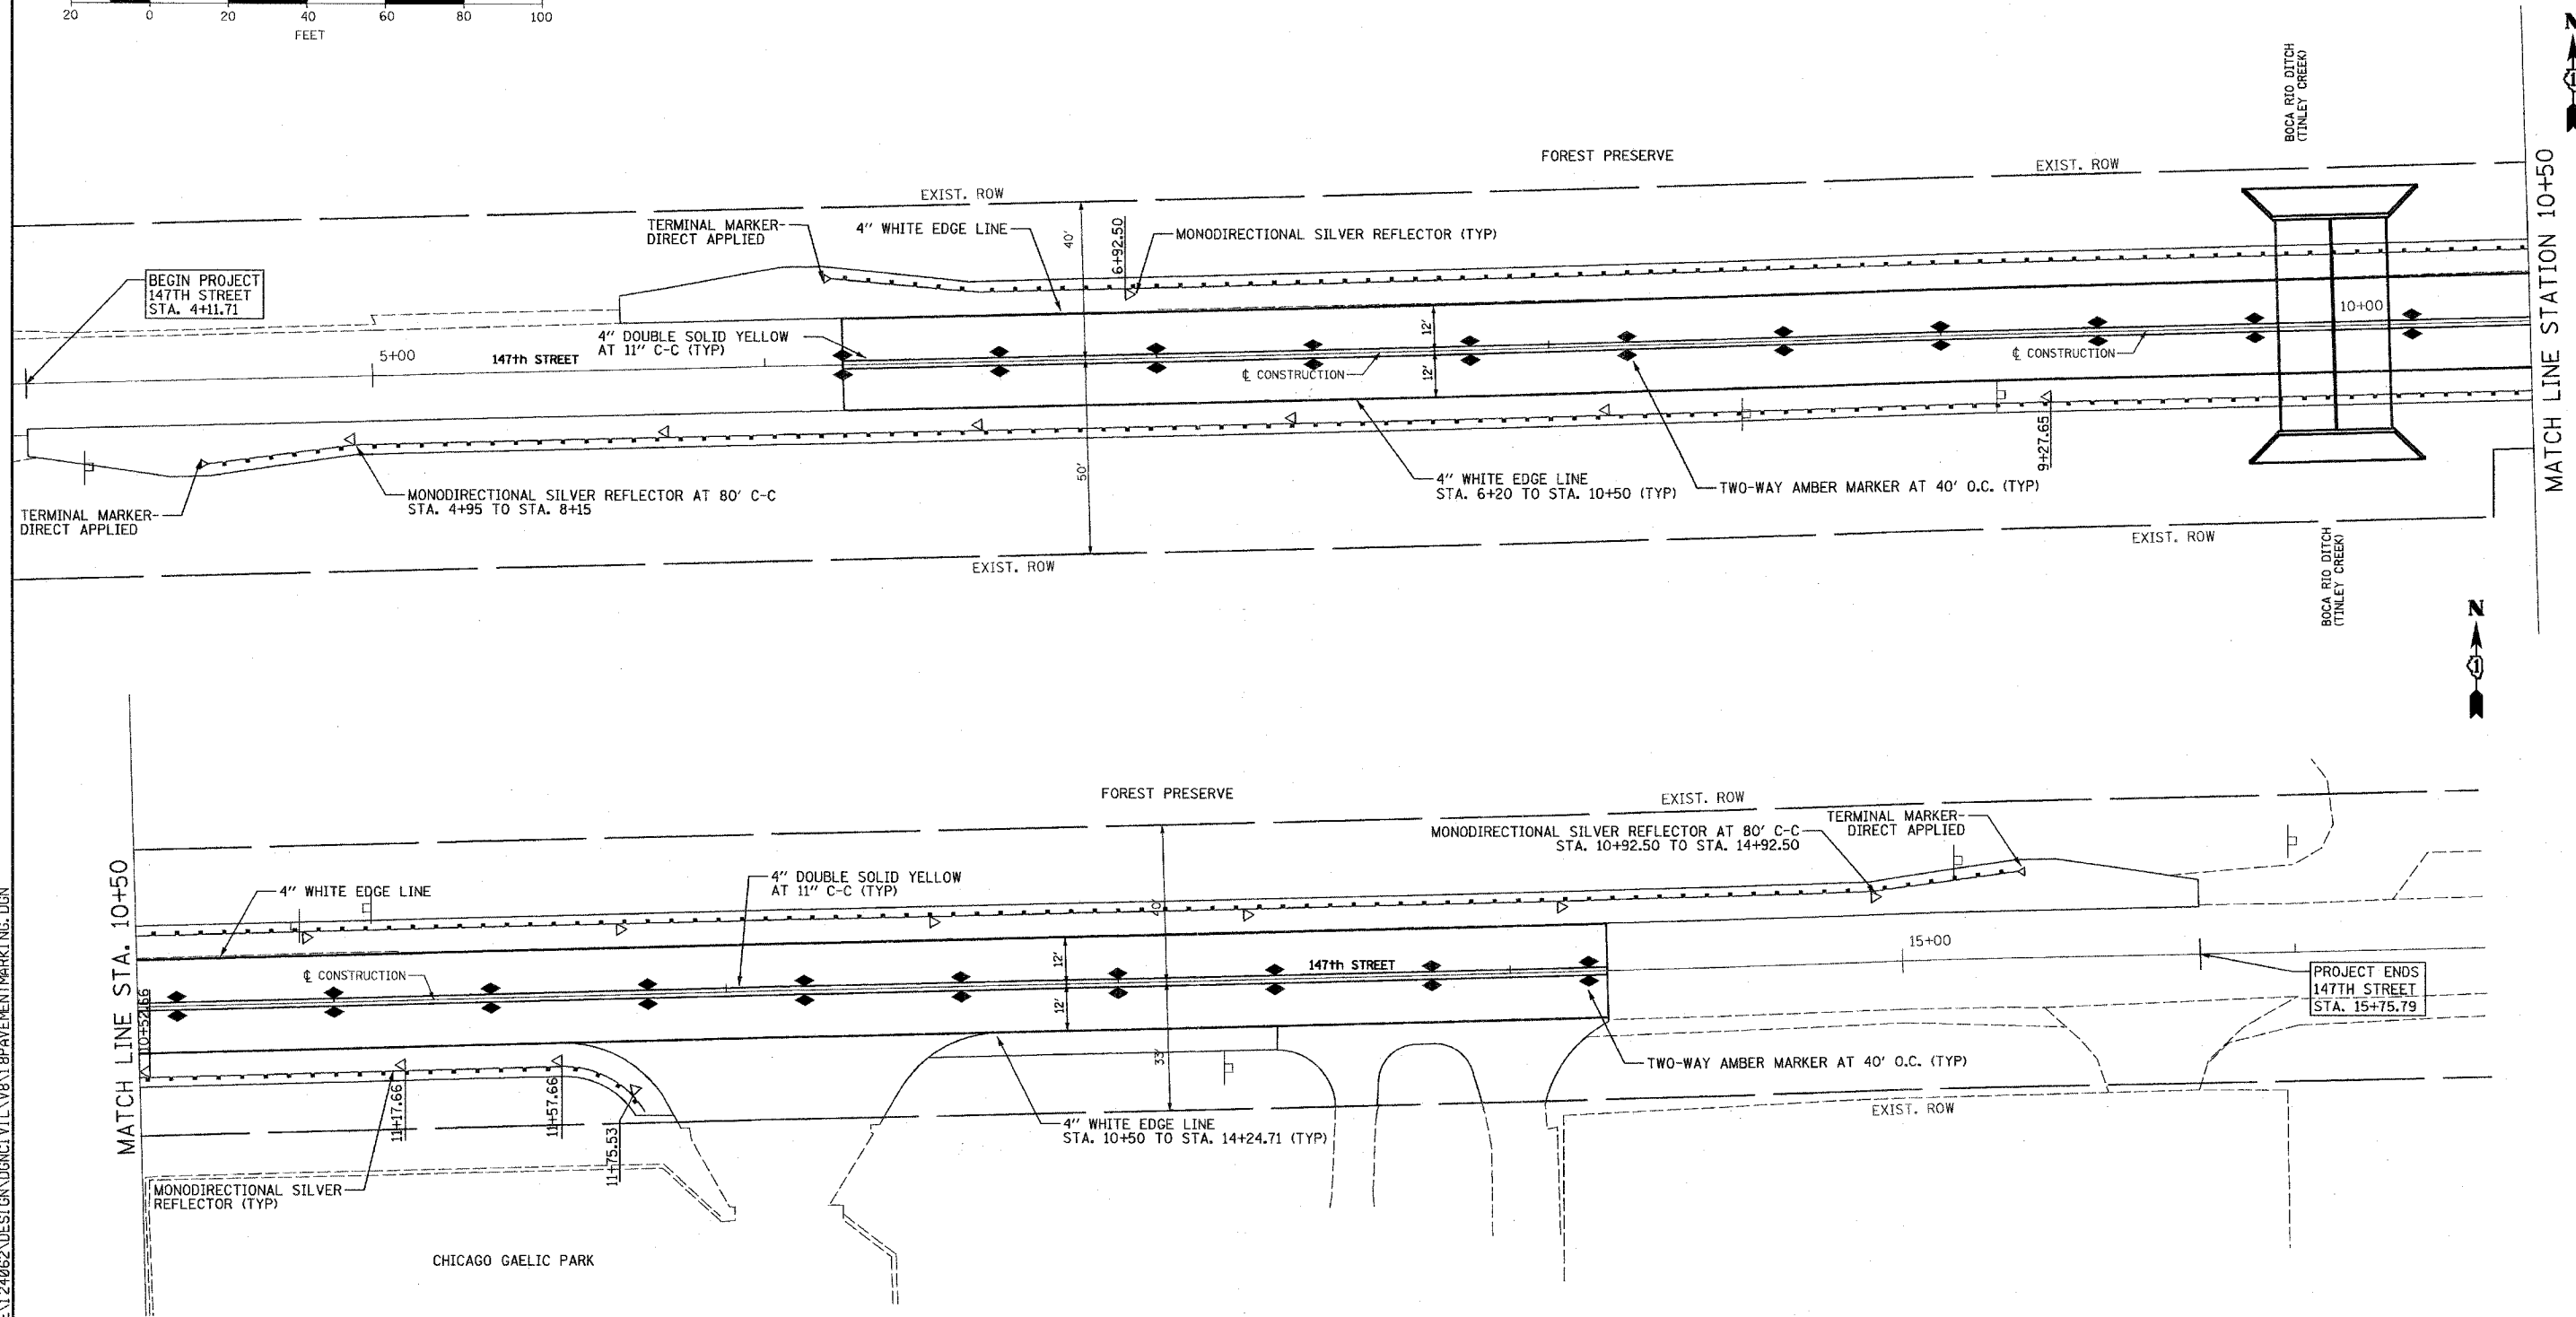 20 0 20 40 60 80 100
FEET
N
BOCA RIO DITCH
(TINLEY CREEK)
FOREST PRESERVE
EXIST. ROW
EXIST. ROW
TERMINAL MARKER-
DIRECT APPLIED
4" WHITE EDGE LINE
40'
6+92.50
MONODIRECTIONAL SILVER REFLECTOR (TYP)
MATCH LINE STATION 10+50
BEGIN PROJECT
147TH STREET
STA. 4+11.71
4" DOUBLE SOLID YELLOW
AT 11" C-C (TYP)
5+00
147th STREET
12'
12'
℄ CONSTRUCTION
℄ CONSTRUCTION
10+00
9+27.65
50'
4" WHITE EDGE LINE
STA. 6+20 TO STA. 10+50 (TYP)
TWO-WAY AMBER MARKER AT 40' O.C. (TYP)
MONODIRECTIONAL SILVER REFLECTOR AT 80' C-C
STA. 4+95 TO STA. 8+15
TERMINAL MARKER-
DIRECT APPLIED
EXIST. ROW
EXIST. ROW
BOCA RIO DITCH
(TINLEY CREEK)
N
FOREST PRESERVE
EXIST. ROW
MONODIRECTIONAL SILVER REFLECTOR AT 80' C-C
STA. 10+92.50 TO STA. 14+92.50
TERMINAL MARKER-
DIRECT APPLIED
MATCH LINE STA. 10+50
4" WHITE EDGE LINE
4" DOUBLE SOLID YELLOW
AT 11" C-C (TYP)
40'
℄ CONSTRUCTION
12'
12'
147th STREET
15+00
PROJECT ENDS
147TH STREET
STA. 15+75.79
10+52.66
11+17.66
11+57.66
11+75.53
33'
TWO-WAY AMBER MARKER AT 40' O.C. (TYP)
4" WHITE EDGE LINE
STA. 10+50 TO STA. 14+24.71 (TYP)
EXIST. ROW
MONODIRECTIONAL SILVER
REFLECTOR (TYP)
CHICAGO GAELIC PARK